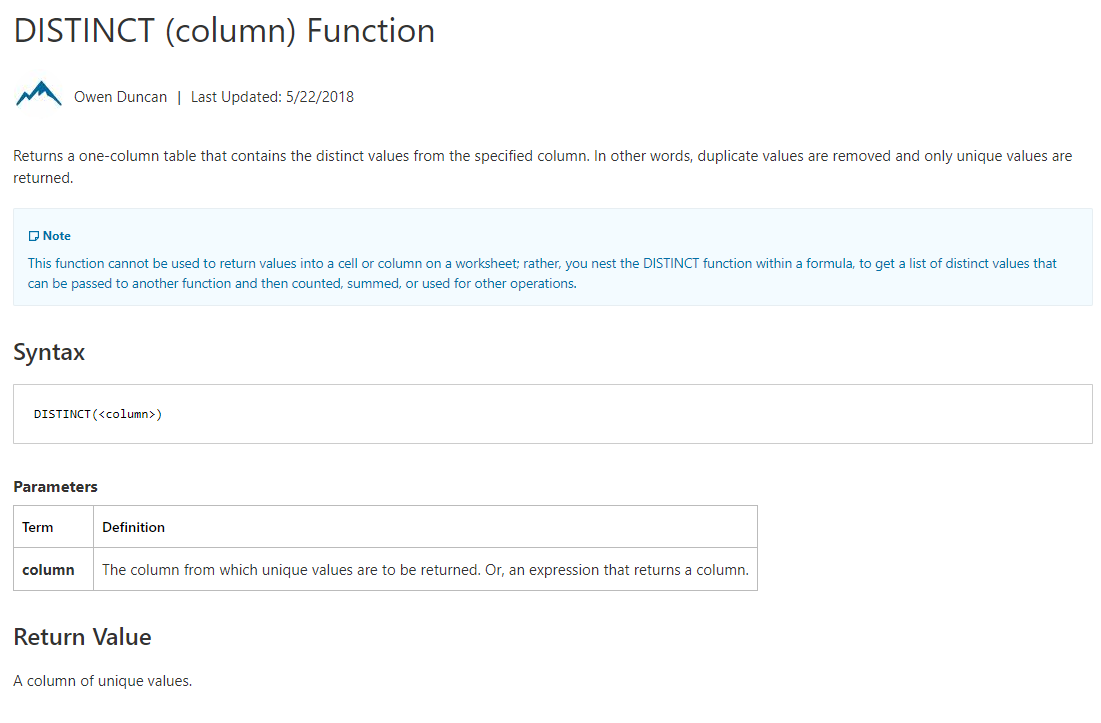 DISTINCT (column) Function
Owen Duncan | Last Updated: 5/22/2018
Returns a one-column table that contains the distinct values from the specified column. In other words, duplicate values are removed and only unique values are
returned.
Note
This function cannot be used to return values into a cell or column on a worksheet; rather, you nest the DISTINCT function within a formula, to get a list of distinct values that
can be passed to another function and then counted, summed, or used for other operations.
Syntax
DISTINCT(<column>)
Parameters
Term Definition
column The column from which unique values are to be returned. Or, an expression that returns a column.
Return Value
A column of unique values.